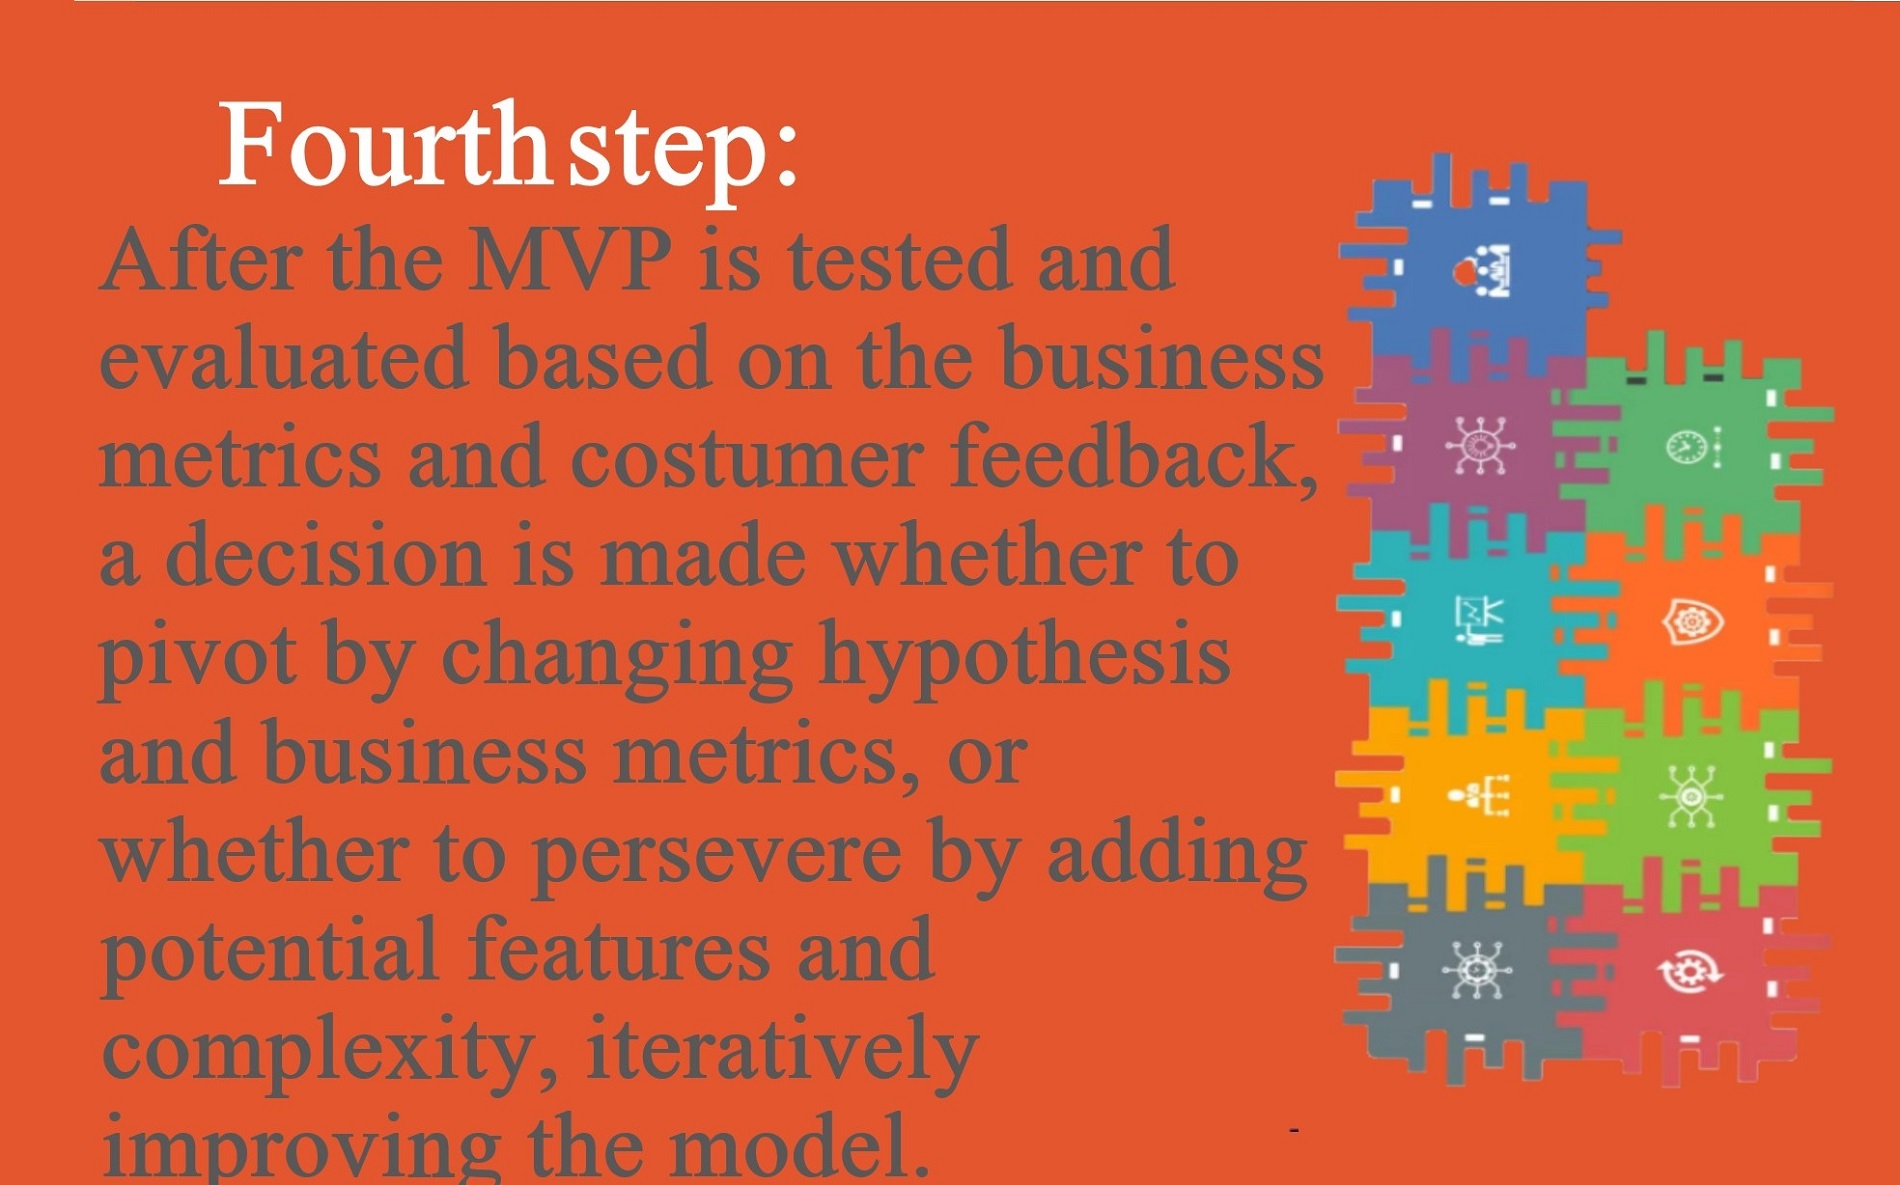 Fourth step:
After the MVP is tested and
evaluated based on the business
metrics and costumer feedback,
a decision is made whether to
pivot by changing hypothesis
and business metrics, or
whether to persevere by adding
potential features and
complexity, iteratively
improving the model.
-